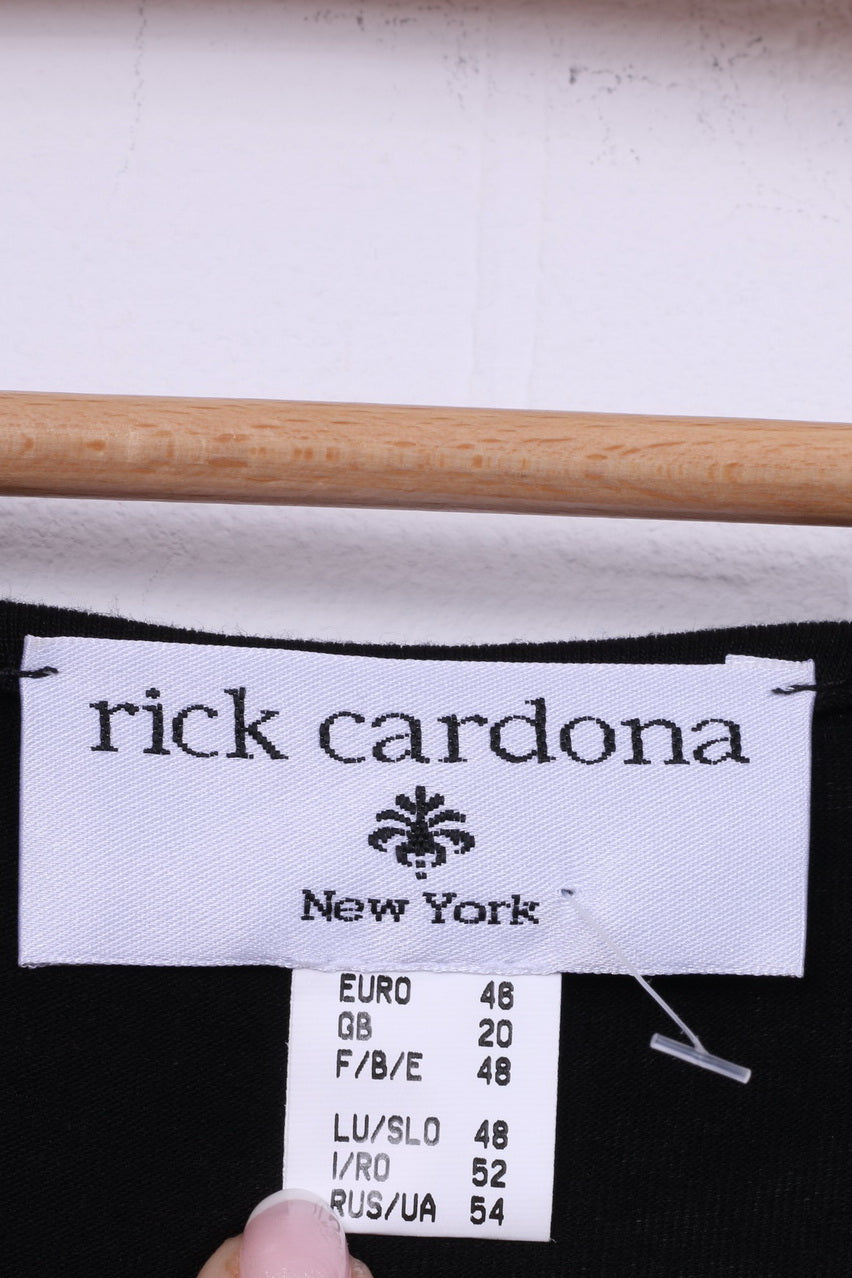 rick cardona
New York
EURO 46
GB 20
F/B/E 48
LU/SLO 48
I/RO 52
RUS/UA 54